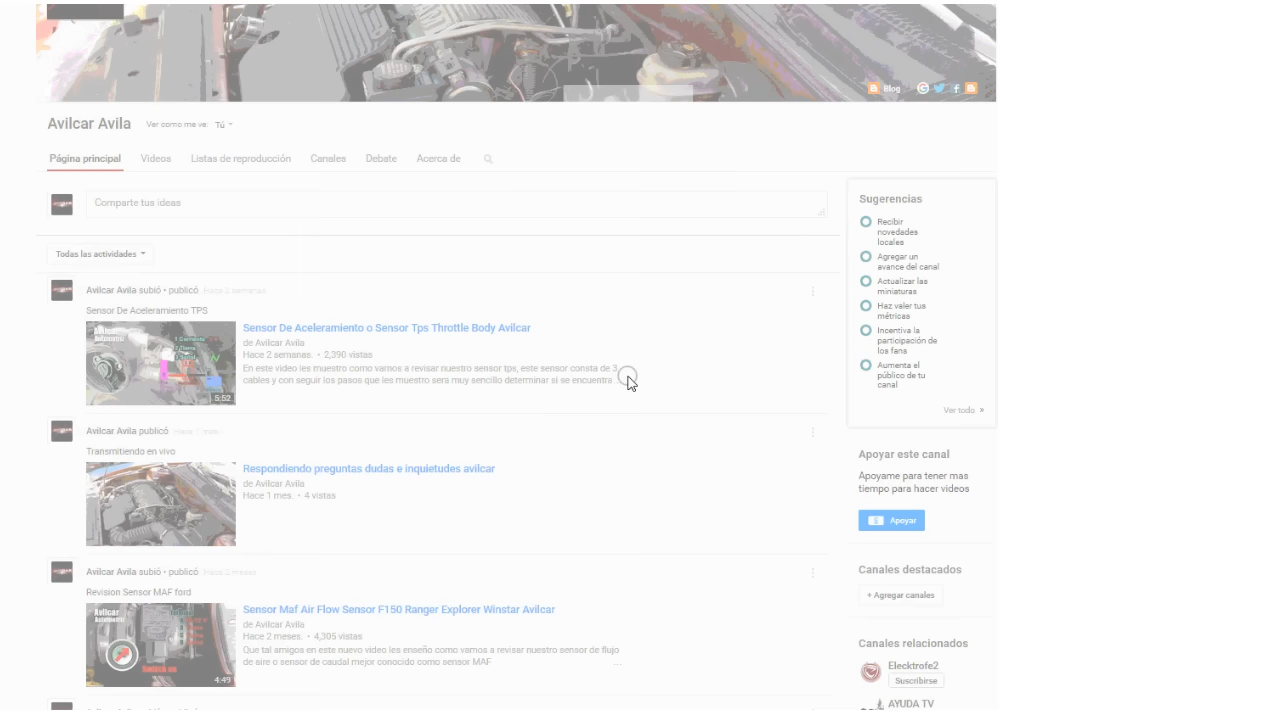 Blog
Avilcar Avila
Ver como me ve: Tú
Página principal Videos Listas de reproducción Canales Debate Acerca de
Comparte tus ideas
Todas las actividades
Avilcar Avila subió • publicó Hace 2 semanas
Sensor De Aceleramiento TPS
Sensor De Aceleramiento o Sensor Tps Throttle Body Avilcar
de Avilcar Avila
Hace 2 semanas. • 2,390 vistas
En este video les muestro como vamos a revisar nuestro sensor tps, este sensor consta de 3
cables y con seguir los pasos que les muestro sera muy sencillo determinar si se encuentra
5:52
Avilcar Avila publicó Hace 1 mes
Transmitiendo en vivo
Respondiendo preguntas dudas e inquietudes avilcar
de Avilcar Avila
Hace 1 mes. • 4 vistas
Avilcar Avila subió • publicó Hace 2 meses
Revision Sensor MAF ford
Avilcar
Sensor Maf Air Flow Sensor F150 Ranger Explorer Winstar Avilcar
de Avilcar Avila
Hace 2 meses. • 4,305 vistas
Que tal amigos en este nuevo video les enseño como vamos a revisar nuestro sensor de flujo
de aire o sensor de caudal mejor conocido como sensor MAF ...
4:49
Sugerencias
Recibir
novedades
locales
Agregar un
avance del canal
Actualizar las
miniaturas
Haz valer tus
métricas
Incentiva la
participación de
los fans
Aumenta el
público de tu
canal
Ver todo »
Apoyar este canal
Apoyame para tener mas
tiempo para hacer videos
Apoyar
Canales destacados
+ Agregar canales
Canales relacionados
Elecktrofe2
Suscribirse
AYUDA TV